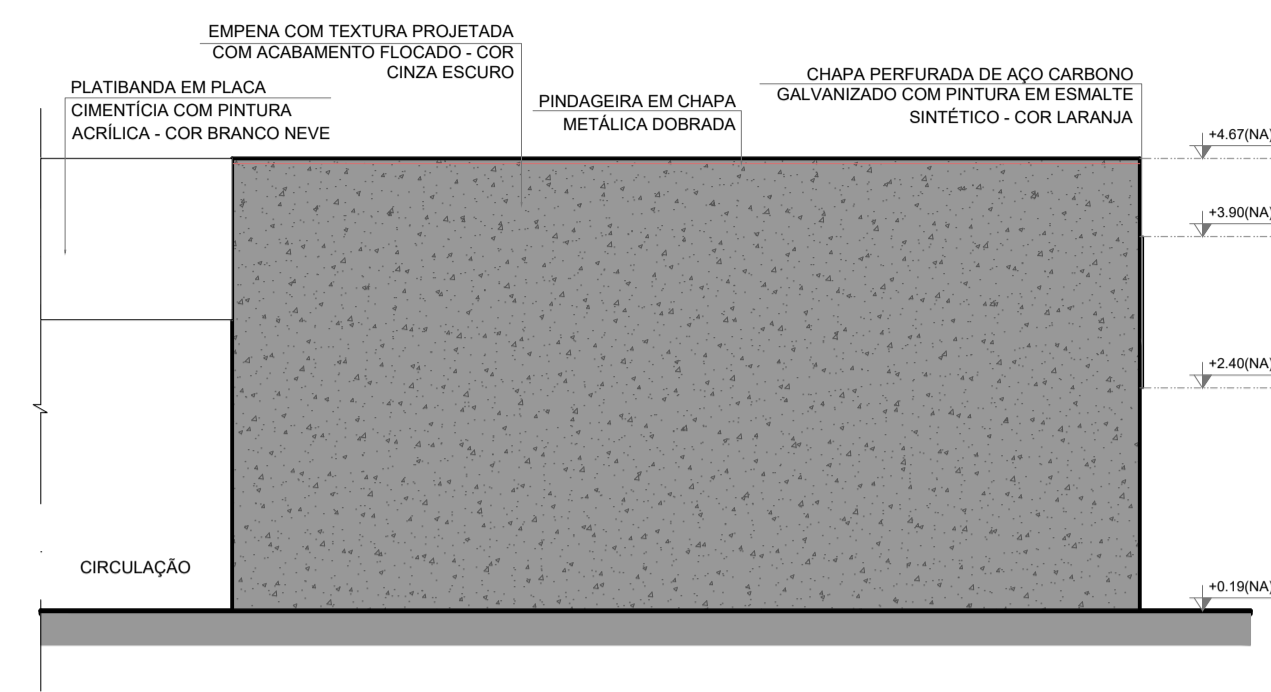 EMPENA COM TEXTURA PROJETADA
COM ACABAMENTO FLOCADO - COR
CINZA ESCURO
PLATIBANDA EM PLACA
CIMENTÍCIA COM PINTURA
ACRÍLICA - COR BRANCO NEVE
PINDAGEIRA EM CHAPA
METÁLICA DOBRADA
CHAPA PERFURADA DE AÇO CARBONO
GALVANIZADO COM PINTURA EM ESMALTE
SINTÉTICO - COR LARANJA
+4.67(NA)
+3.90(NA)
+2.40(NA)
+0.19(NA)
CIRCULAÇÃO